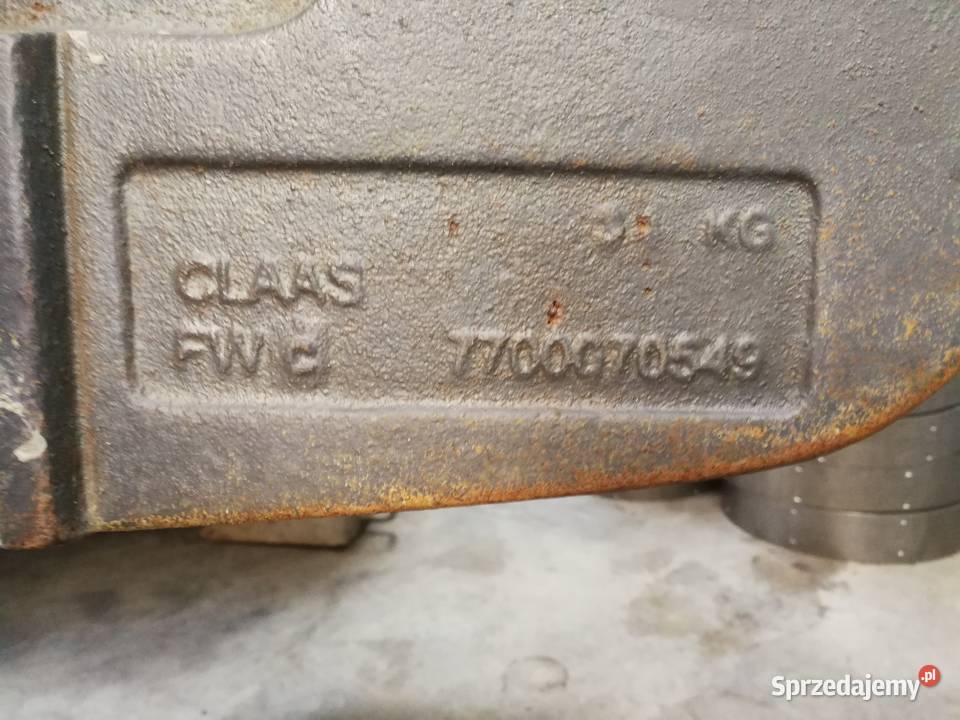 KG
CLAAS
FW 7700070549
Sprzedajemy.pl